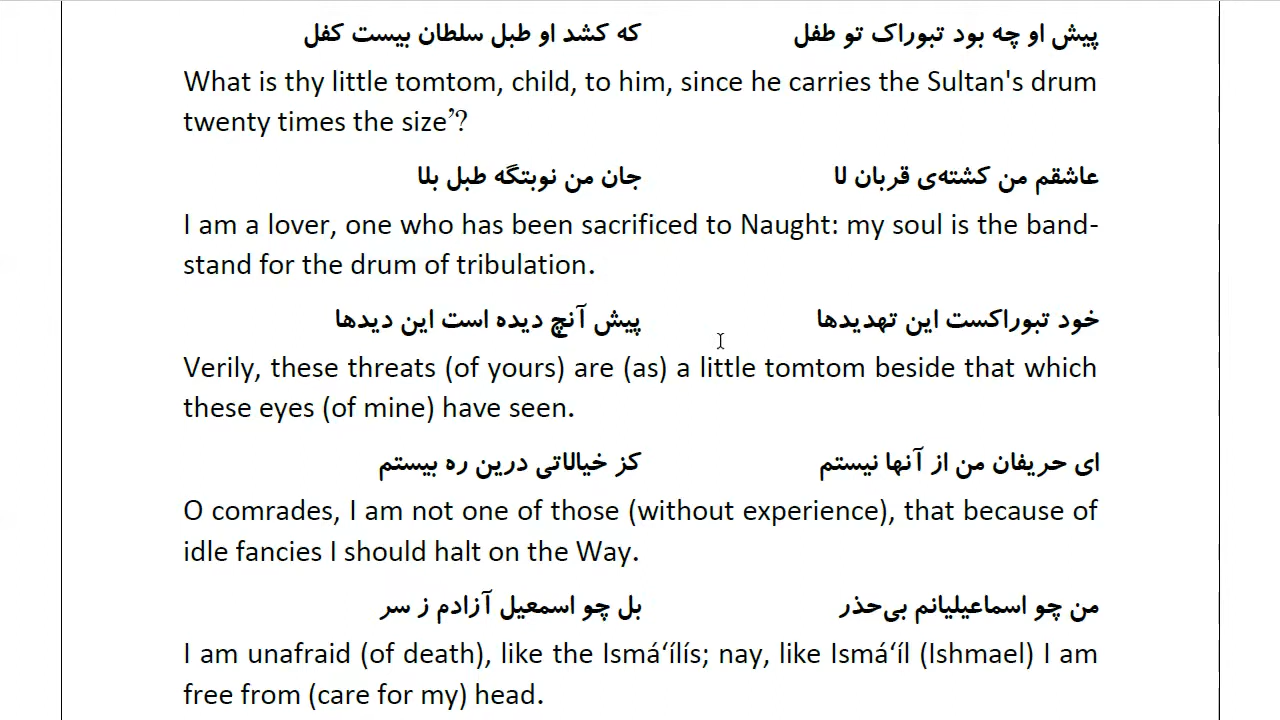 پیش او چه بود تبوراک تو طفل که کشد او طبل سلطان بیست کفل
What is thy little tomtom, child, to him, since he carries the Sultan's drum
twenty times the size’?
عاشقم من کشته‌ی قربان لا جان من نوبتگه طبل بلا
I am a lover, one who has been sacrificed to Naught: my soul is the band-
stand for the drum of tribulation.
خود تبوراکست این تهدیدها پیش آنچ دیده است این دیدها
Verily, these threats (of yours) are (as) a little tomtom beside that which
these eyes (of mine) have seen.
ای حریفان من از آنها نیستم کز خیالاتی درین ره بیستم
O comrades, I am not one of those (without experience), that because of
idle fancies I should halt on the Way.
من چو اسماعیلیانم بی‌حذر بل چو اسمعیل آزادم ز سر
I am unafraid (of death), like the Ismá‘ílís; nay, like Ismá‘íl (Ishmael) I am
free from (care for my) head.